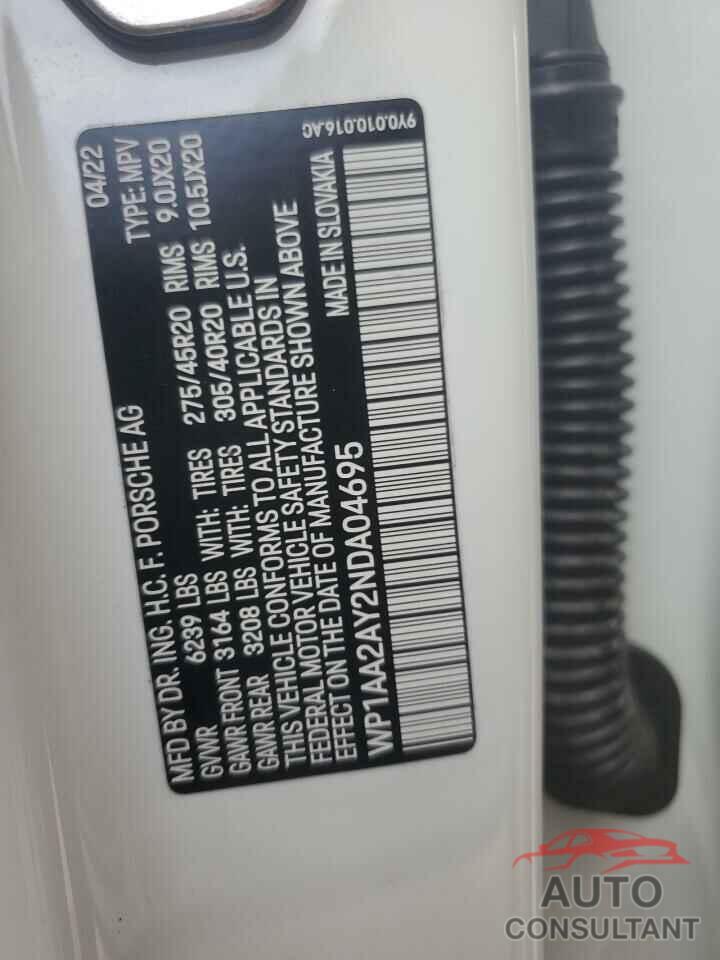 MFD BY DR. ING. H.C. F. PORSCHE AG 04/22
GVWR 6239 LBS TYPE: MPV
GAWR FRONT 3164 LBS WITH: TIRES 275/45R20 RIMS 9.0JX20
GAWR REAR 3208 LBS WITH: TIRES 305/40R20 RIMS 10.5JX20
THIS VEHICLE CONFORMS TO ALL APPLICABLE U.S.
FEDERAL MOTOR VEHICLE SAFETY STANDARDS IN
EFFECT ON THE DATE OF MANUFACTURE SHOWN ABOVE
MADE IN SLOVAKIA
WP1AA2AY2NDA04695
9Y0.010.016.AC
AUTO
CONSULTANT